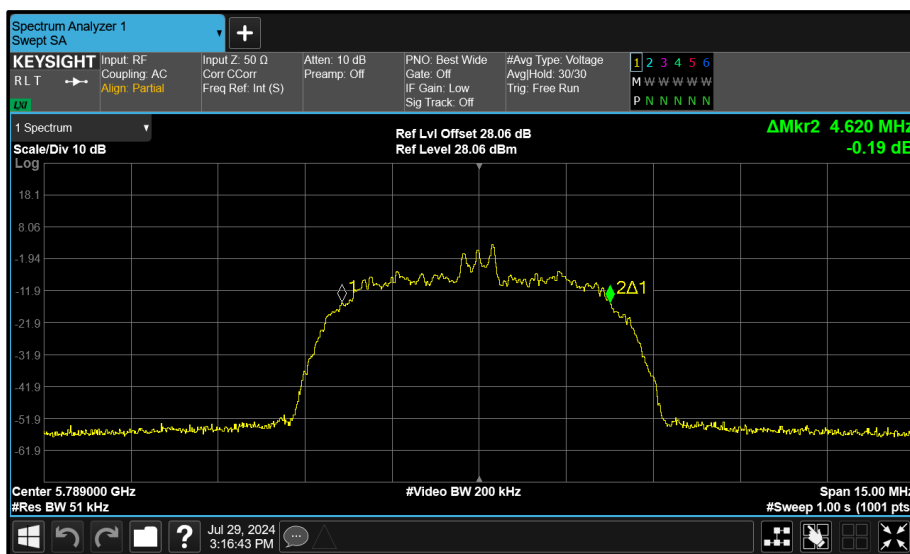 Spectrum Analyzer 1
Swept SA
KEYSIGHT
R L T
LXI
Input: RF
Coupling: AC
Align: Partial
Input Z: 50 Ω
Corr CCorr
Freq Ref: Int (S)
Atten: 10 dB
Preamp: Off
PNO: Best Wide
Gate: Off
IF Gain: Low
Sig Track: Off
#Avg Type: Voltage
Avg|Hold: 30/30
Trig: Free Run
1 2 3 4 5 6
M W W W W W
P N N N N N
1 Spectrum
Scale/Div 10 dB
Ref Lvl Offset 28.06 dB
Ref Level 28.06 dBm
ΔMkr2 4.620 MHz
-0.19 dB
Log
18.1
8.06
-1.94
-11.9
-21.9
-31.9
-41.9
-51.9
-61.9
1
2Δ1
Center 5.789000 GHz
#Res BW 51 kHz
#Video BW 200 kHz
Span 15.00 MHz
#Sweep 1.00 s (1001 pts
?
Jul 29, 2024
3:16:43 PM